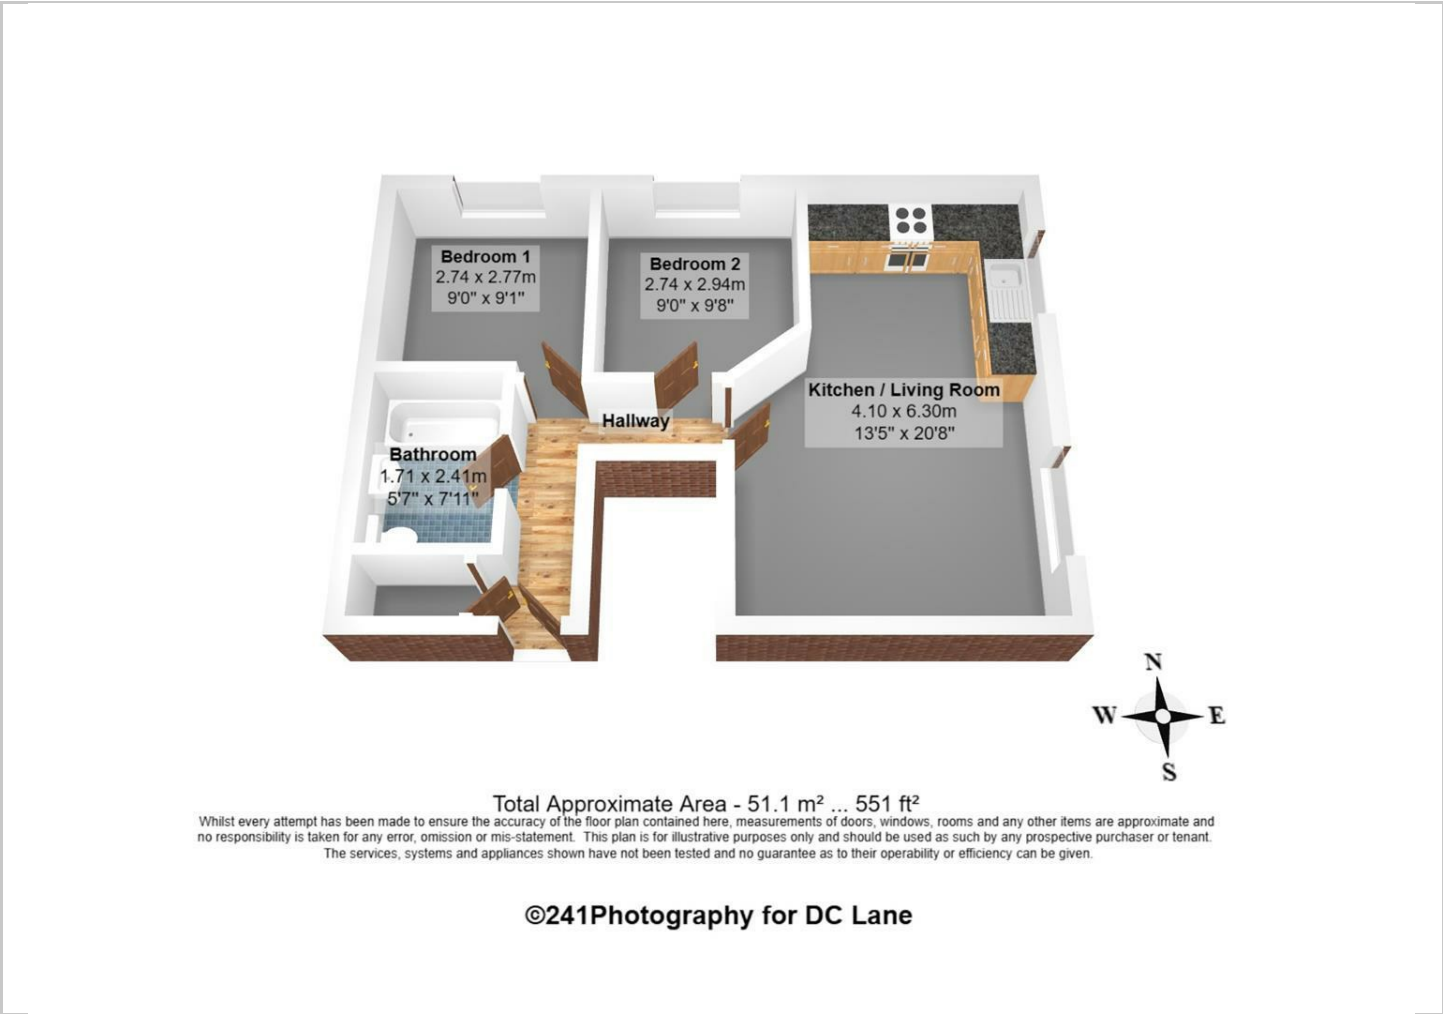 Bedroom 1
2.74 x 2.77m
9'0" x 9'1"
Bedroom 2
2.74 x 2.94m
9'0" x 9'8"
Kitchen / Living Room
4.10 x 6.30m
13'5" x 20'8"
Hallway
Bathroom
1.71 x 2.41m
5'7" x 7'11"
N
W E
S
Total Approximate Area - 51.1 m² ... 551 ft²
Whilst every attempt has been made to ensure the accuracy of the floor plan contained here, measurements of doors, windows, rooms and any other items are approximate and
no responsibility is taken for any error, omission or mis-statement. This plan is for illustrative purposes only and should be used as such by any prospective purchaser or tenant.
The services, systems and appliances shown have not been tested and no guarantee as to their operability or efficiency can be given.
©241Photography for DC Lane